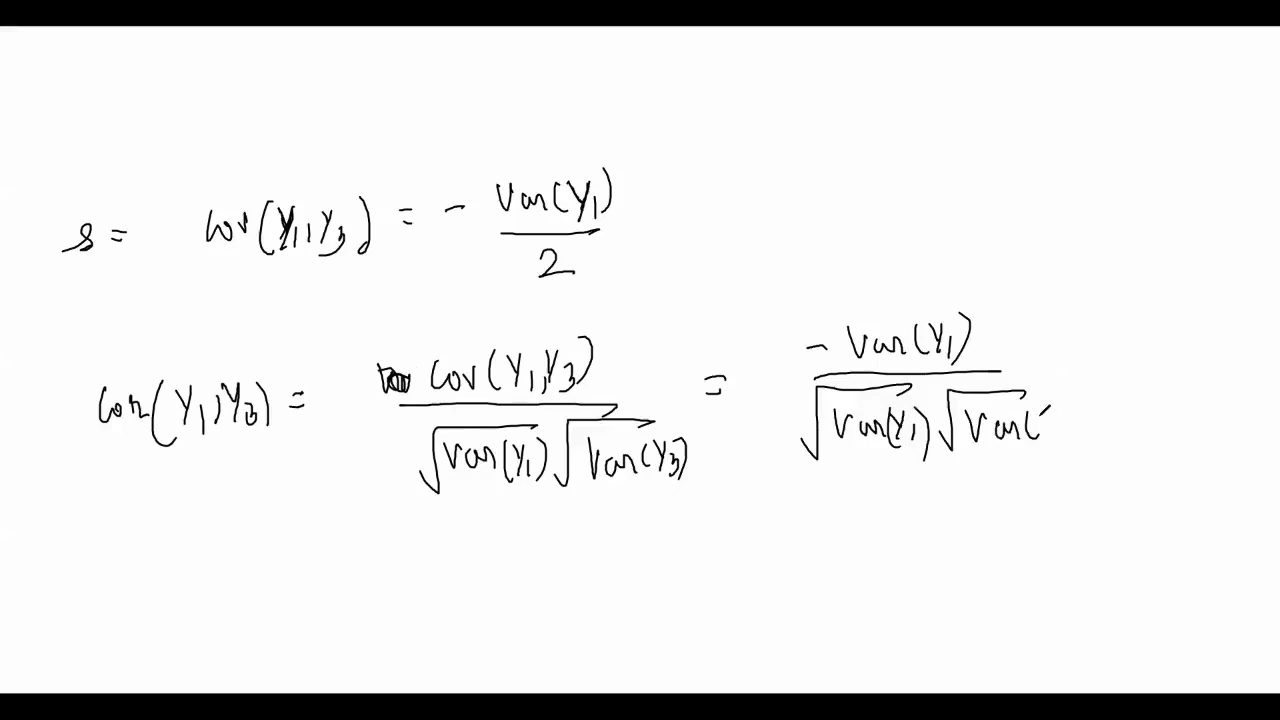 s = Cov(Y1, Y3) = - Var(Y1) / 2
Cor(Y1, Y3) = Cov(Y1, Y3) / √Var(Y1) √Var(Y3) = - Var(Y1) / √Var(Y1) √Var(